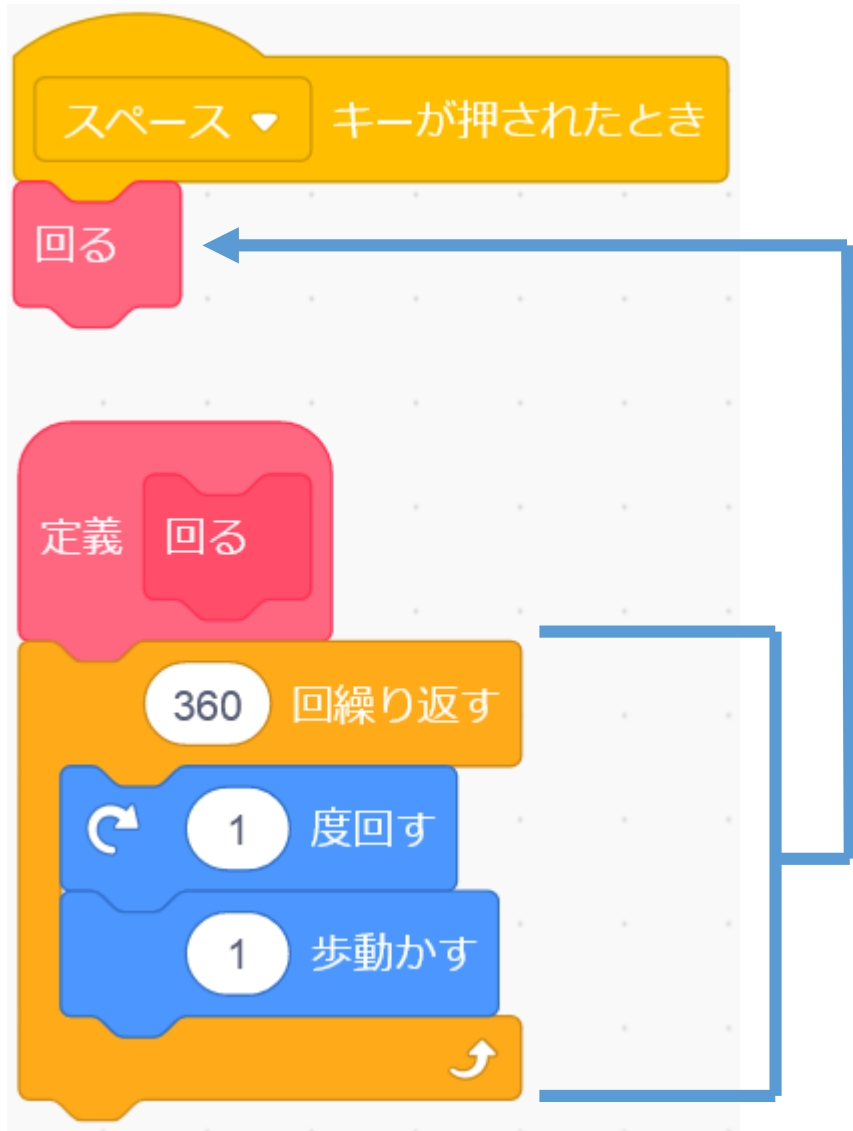 スペース キーが押されたとき
回る
定義 回る
360 回繰り返す
1 度回す
1 歩動かす